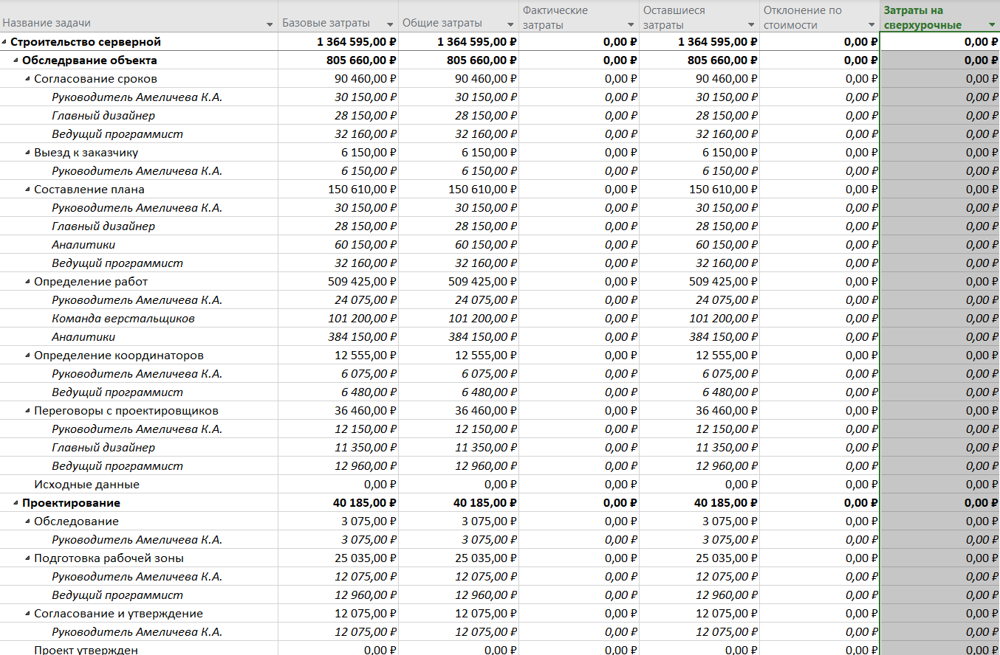 Название задачи Базовые затраты Общие затраты Фактические затраты Оставшиеся затраты Отклонение по стоимости Затраты на сверхурочные
Строительство серверной 1 364 595,00 ₽ 1 364 595,00 ₽ 0,00 ₽ 1 364 595,00 ₽ 0,00 ₽ 0,00 ₽
Обследрвание объекта 805 660,00 ₽ 805 660,00 ₽ 0,00 ₽ 805 660,00 ₽ 0,00 ₽ 0,00 ₽
Согласование сроков 90 460,00 ₽ 90 460,00 ₽ 0,00 ₽ 90 460,00 ₽ 0,00 ₽ 0,00 ₽
Руководитель Амеличева К.А. 30 150,00 ₽ 30 150,00 ₽ 0,00 ₽ 30 150,00 ₽ 0,00 ₽ 0,00 ₽
Главный дизайнер 28 150,00 ₽ 28 150,00 ₽ 0,00 ₽ 28 150,00 ₽ 0,00 ₽ 0,00 ₽
Ведущий программист 32 160,00 ₽ 32 160,00 ₽ 0,00 ₽ 32 160,00 ₽ 0,00 ₽ 0,00 ₽
Выезд к заказчику 6 150,00 ₽ 6 150,00 ₽ 0,00 ₽ 6 150,00 ₽ 0,00 ₽ 0,00 ₽
Руководитель Амеличева К.А. 6 150,00 ₽ 6 150,00 ₽ 0,00 ₽ 6 150,00 ₽ 0,00 ₽ 0,00 ₽
Составление плана 150 610,00 ₽ 150 610,00 ₽ 0,00 ₽ 150 610,00 ₽ 0,00 ₽ 0,00 ₽
Руководитель Амеличева К.А. 30 150,00 ₽ 30 150,00 ₽ 0,00 ₽ 30 150,00 ₽ 0,00 ₽ 0,00 ₽
Главный дизайнер 28 150,00 ₽ 28 150,00 ₽ 0,00 ₽ 28 150,00 ₽ 0,00 ₽ 0,00 ₽
Аналитики 60 150,00 ₽ 60 150,00 ₽ 0,00 ₽ 60 150,00 ₽ 0,00 ₽ 0,00 ₽
Ведущий программист 32 160,00 ₽ 32 160,00 ₽ 0,00 ₽ 32 160,00 ₽ 0,00 ₽ 0,00 ₽
Определение работ 509 425,00 ₽ 509 425,00 ₽ 0,00 ₽ 509 425,00 ₽ 0,00 ₽ 0,00 ₽
Руководитель Амеличева К.А. 24 075,00 ₽ 24 075,00 ₽ 0,00 ₽ 24 075,00 ₽ 0,00 ₽ 0,00 ₽
Команда верстальщиков 101 200,00 ₽ 101 200,00 ₽ 0,00 ₽ 101 200,00 ₽ 0,00 ₽ 0,00 ₽
Аналитики 384 150,00 ₽ 384 150,00 ₽ 0,00 ₽ 384 150,00 ₽ 0,00 ₽ 0,00 ₽
Определение координаторов 12 555,00 ₽ 12 555,00 ₽ 0,00 ₽ 12 555,00 ₽ 0,00 ₽ 0,00 ₽
Руководитель Амеличева К.А. 6 075,00 ₽ 6 075,00 ₽ 0,00 ₽ 6 075,00 ₽ 0,00 ₽ 0,00 ₽
Ведущий программист 6 480,00 ₽ 6 480,00 ₽ 0,00 ₽ 6 480,00 ₽ 0,00 ₽ 0,00 ₽
Переговоры с проектировщиков 36 460,00 ₽ 36 460,00 ₽ 0,00 ₽ 36 460,00 ₽ 0,00 ₽ 0,00 ₽
Руководитель Амеличева К.А. 12 150,00 ₽ 12 150,00 ₽ 0,00 ₽ 12 150,00 ₽ 0,00 ₽ 0,00 ₽
Главный дизайнер 11 350,00 ₽ 11 350,00 ₽ 0,00 ₽ 11 350,00 ₽ 0,00 ₽ 0,00 ₽
Ведущий программист 12 960,00 ₽ 12 960,00 ₽ 0,00 ₽ 12 960,00 ₽ 0,00 ₽ 0,00 ₽
Исходные данные 0,00 ₽ 0,00 ₽ 0,00 ₽ 0,00 ₽ 0,00 ₽ 0,00 ₽
Проектирование 40 185,00 ₽ 40 185,00 ₽ 0,00 ₽ 40 185,00 ₽ 0,00 ₽ 0,00 ₽
Обследование 3 075,00 ₽ 3 075,00 ₽ 0,00 ₽ 3 075,00 ₽ 0,00 ₽ 0,00 ₽
Руководитель Амеличева К.А. 3 075,00 ₽ 3 075,00 ₽ 0,00 ₽ 3 075,00 ₽ 0,00 ₽ 0,00 ₽
Подготовка рабочей зоны 25 035,00 ₽ 25 035,00 ₽ 0,00 ₽ 25 035,00 ₽ 0,00 ₽ 0,00 ₽
Руководитель Амеличева К.А. 12 075,00 ₽ 12 075,00 ₽ 0,00 ₽ 12 075,00 ₽ 0,00 ₽ 0,00 ₽
Ведущий программист 12 960,00 ₽ 12 960,00 ₽ 0,00 ₽ 12 960,00 ₽ 0,00 ₽ 0,00 ₽
Согласование и утверждение 12 075,00 ₽ 12 075,00 ₽ 0,00 ₽ 12 075,00 ₽ 0,00 ₽ 0,00 ₽
Руководитель Амеличева К.А. 12 075,00 ₽ 12 075,00 ₽ 0,00 ₽ 12 075,00 ₽ 0,00 ₽ 0,00 ₽
Проект утвержден 0,00 ₽ 0,00 ₽ 0,00 ₽ 0,00 ₽ 0,00 ₽ 0,00 ₽